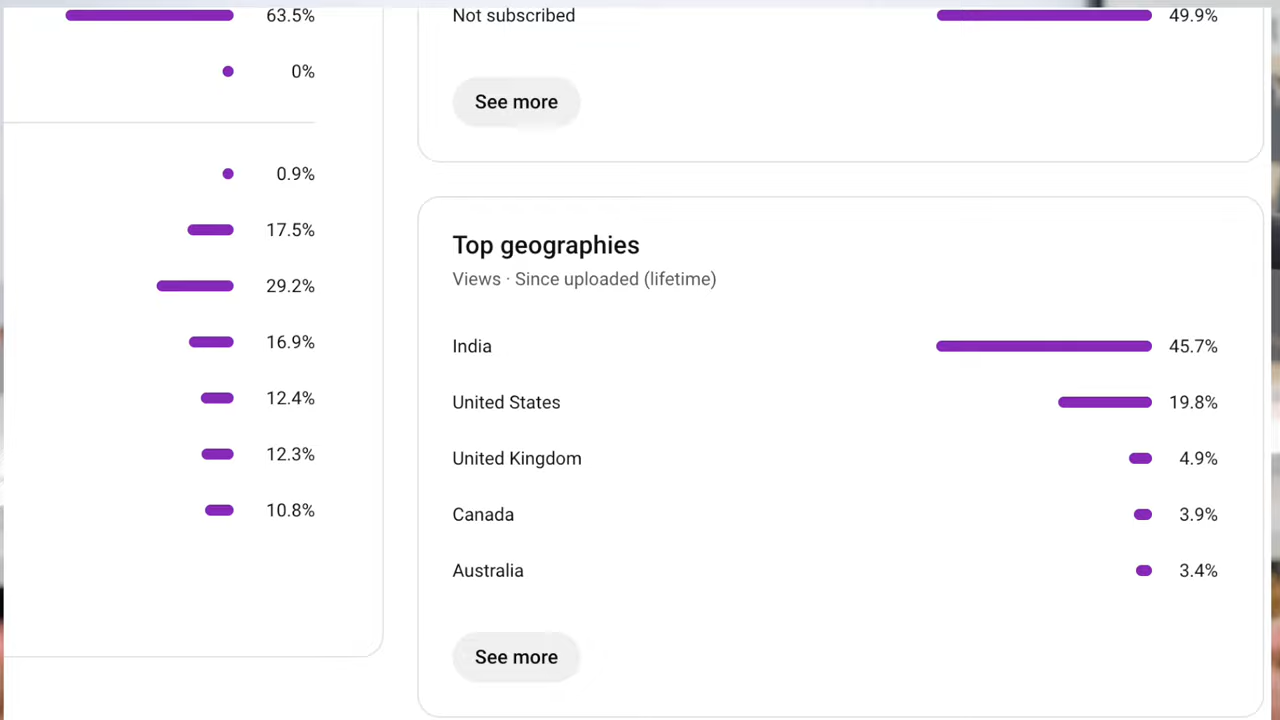 63.5%
0%
0.9%
17.5%
29.2%
16.9%
12.4%
12.3%
10.8%
Not subscribed 49.9%
See more
Top geographies
Views · Since uploaded (lifetime)
India 45.7%
United States 19.8%
United Kingdom 4.9%
Canada 3.9%
Australia 3.4%
See more